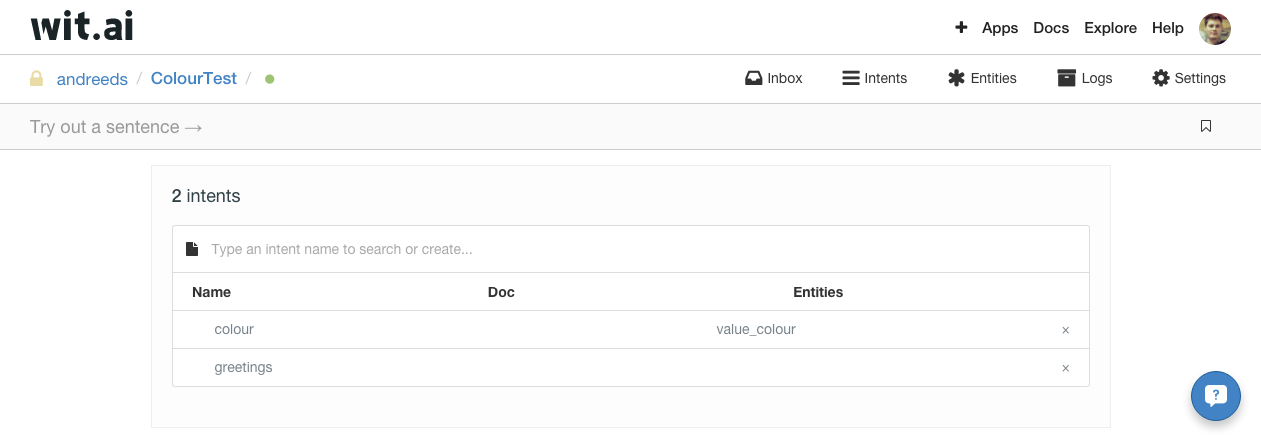 wit.ai
+ Apps Docs Explore Help
andreeds / ColourTest /
Inbox Intents Entities Logs Settings
Try out a sentence →
2 intents
Type an intent name to search or create...
Name Doc Entities
colour value_colour ×
greetings ×
?